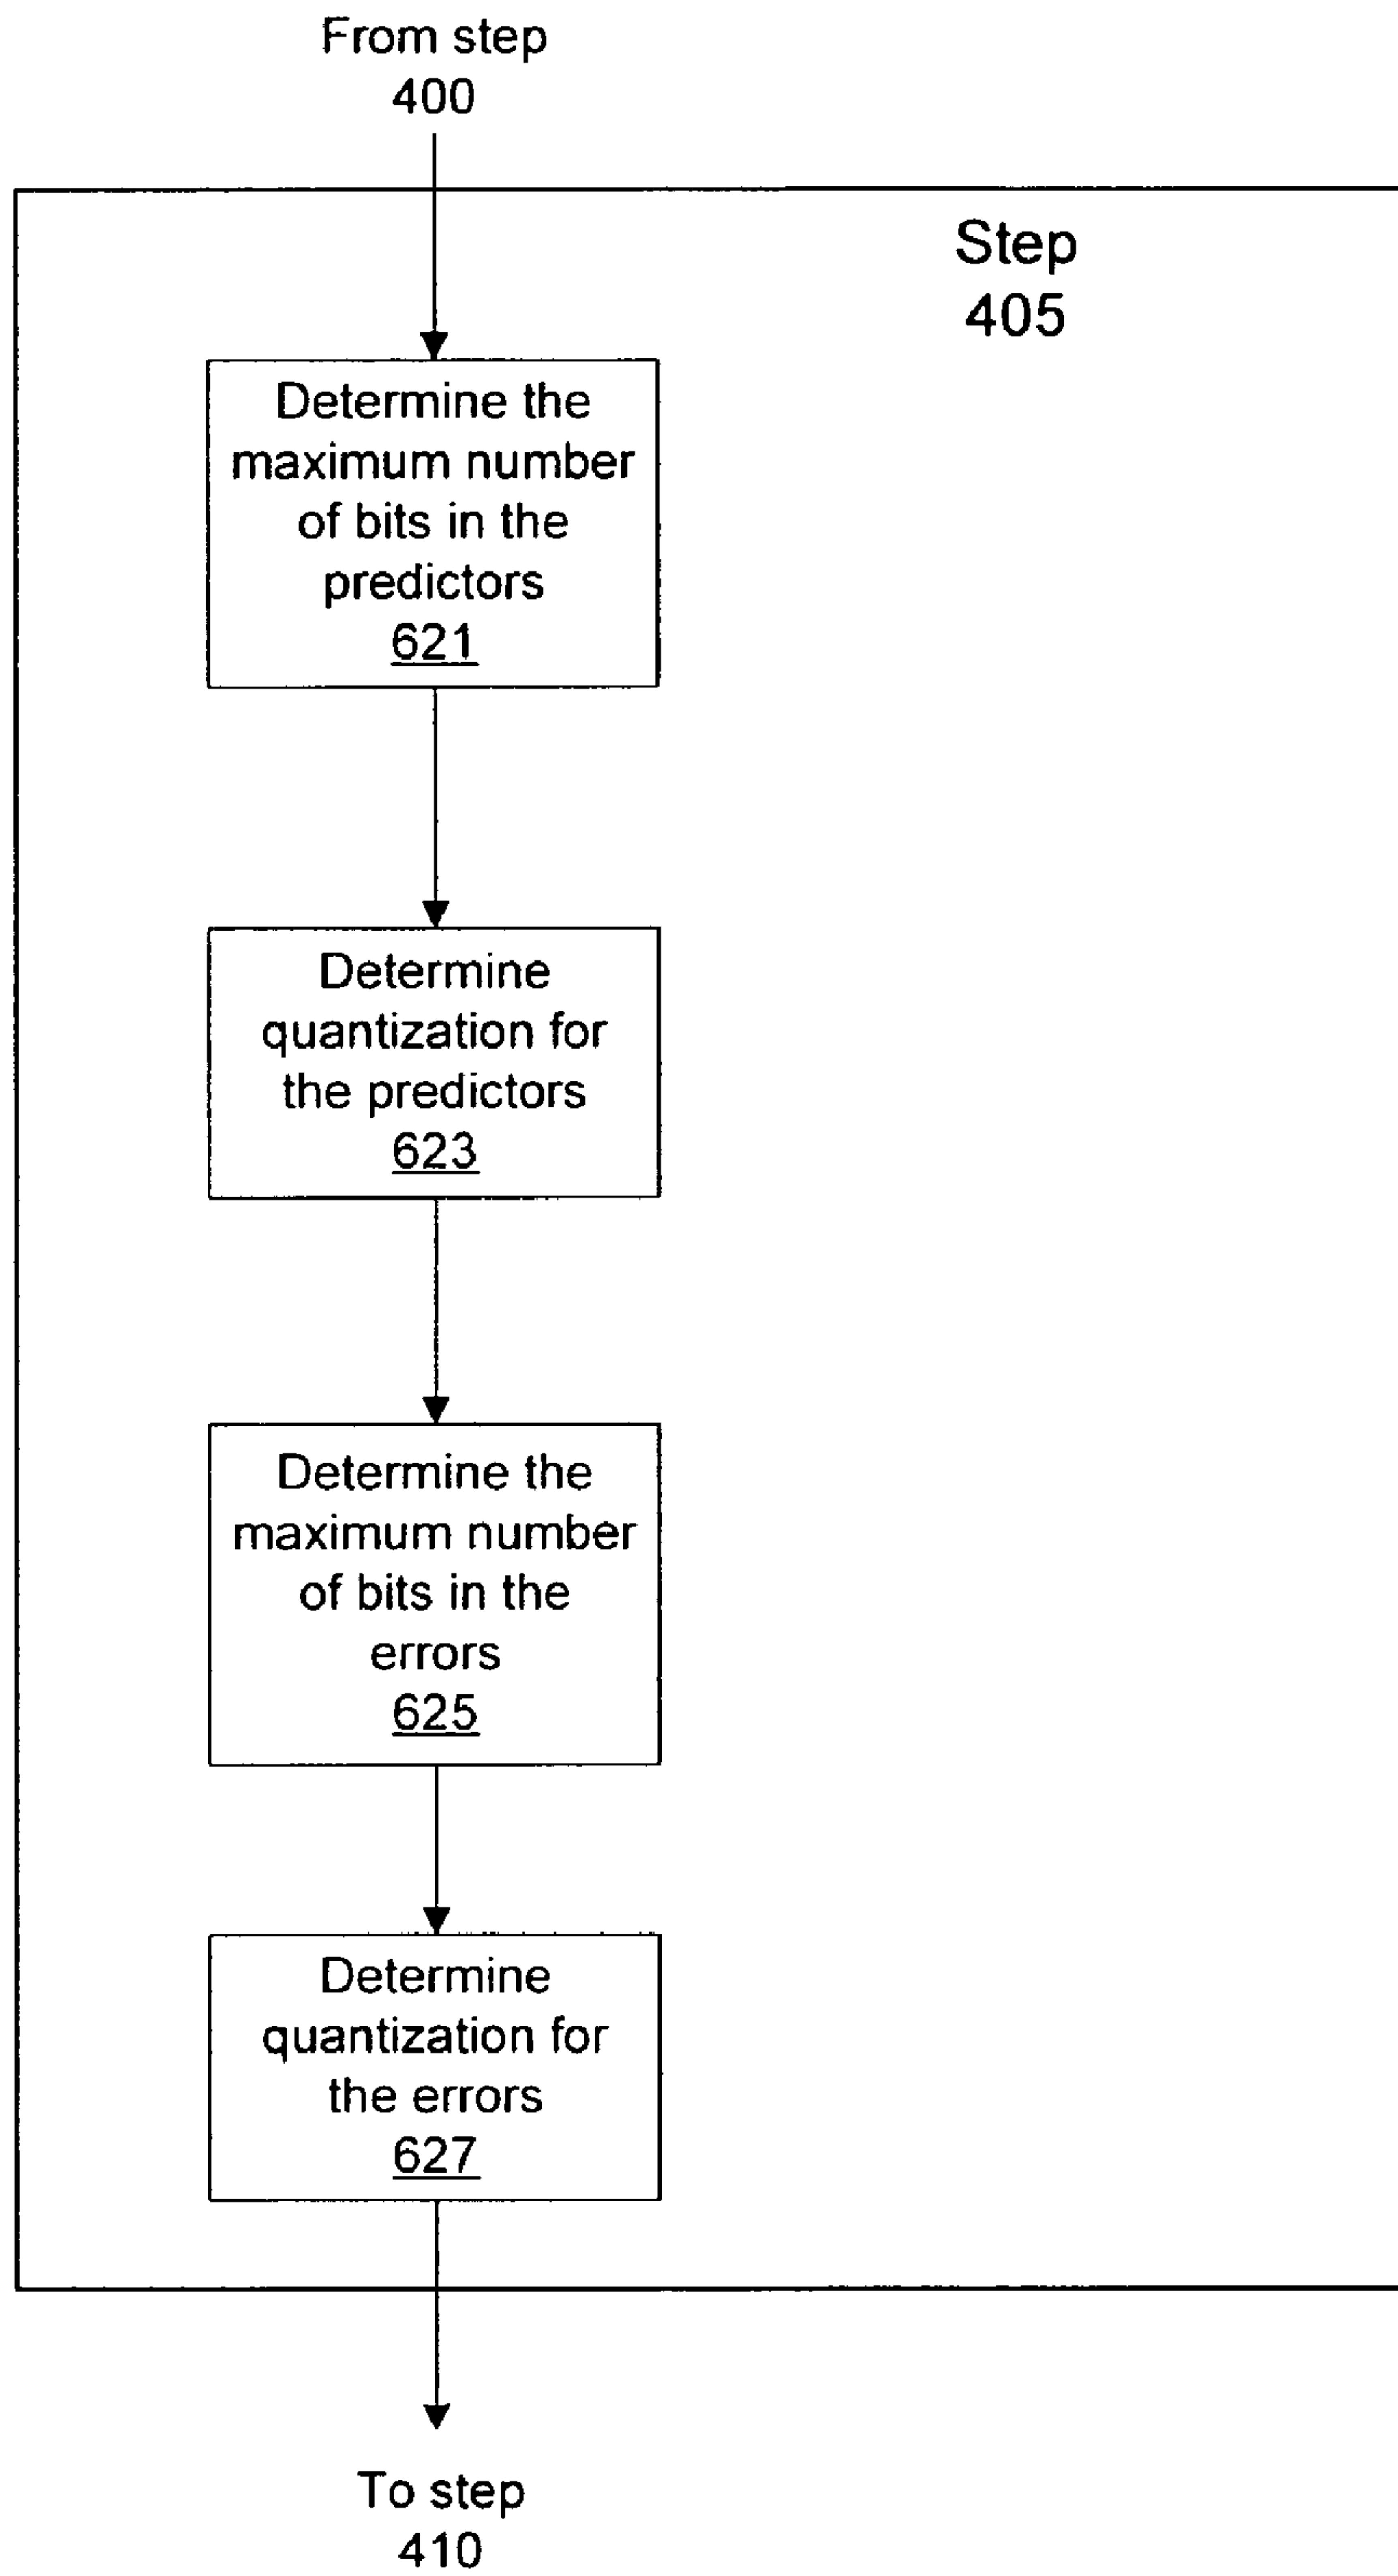 From step
400
Step
405
Determine the
maximum number
of bits in the
predictors
621
Determine
quantization for
the predictors
623
Determine the
maximum number
of bits in the
errors
625
Determine
quantization for
the errors
627
To step
410